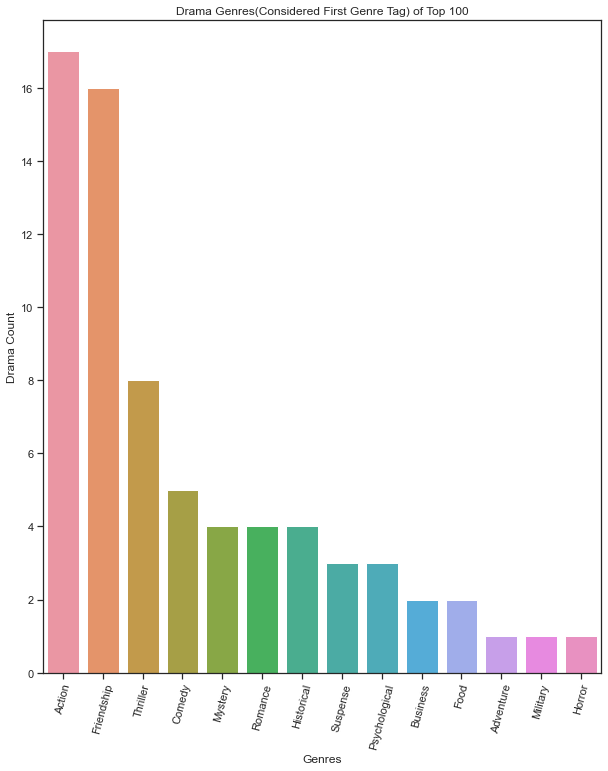 Drama Genres(Considered First Genre Tag) of Top 100
16
14
12
10
8
6
4
2
0
Drama Count
Action
Friendship
Thriller
Comedy
Mystery
Romance
Historical
Suspense
Psychological
Business
Food
Adventure
Military
Horror
Genres